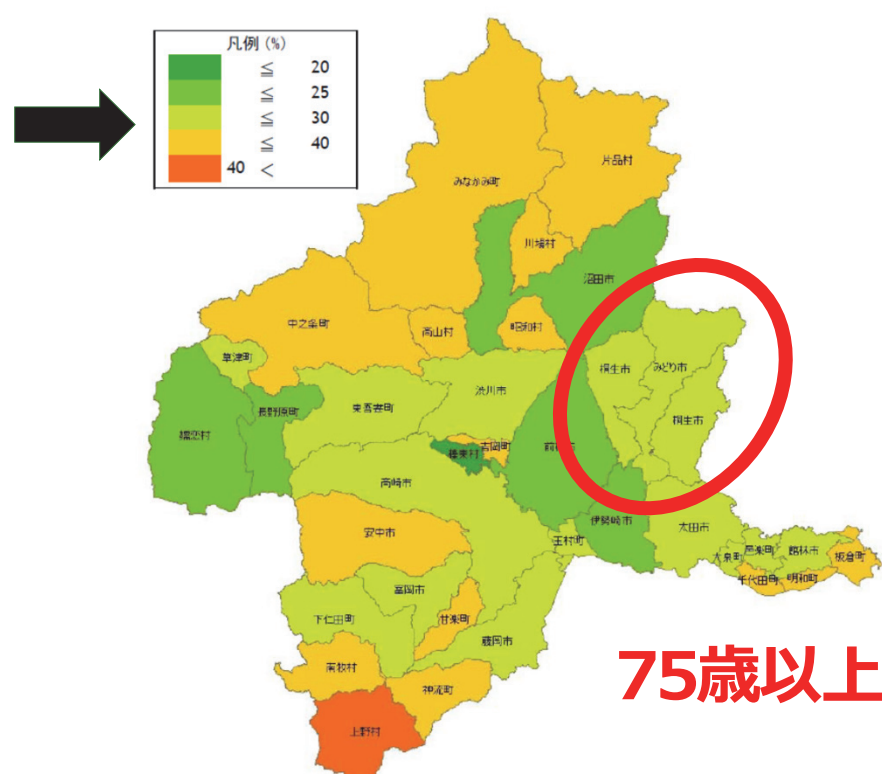 凡例 (%)
≦ 20
≦ 25
≦ 30
≦ 40
40 <
みなかみ町
片品村
川場村
沼田市
中之条町
高山村
昭和村
草津町
桐生市
みどり市
渋川市
長野原町
東吾妻町
嬬恋村
桐生市
吉岡町
榛東村
高崎市
伊勢崎市
安中市
玉村町
太田市
大泉町
邑楽町
館林市
板倉町
千代田町
明和町
富岡市
甘楽町
下仁田町
藤岡市
南牧村
神流町
上野村
75歳以上